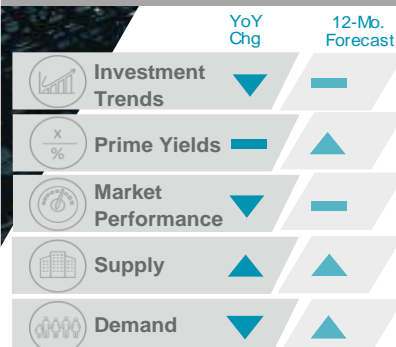 YoY
Chg
12-Mo.
Forecast
Investment
Trends
x
%
Prime Yields
Market
Performance
Supply
Demand